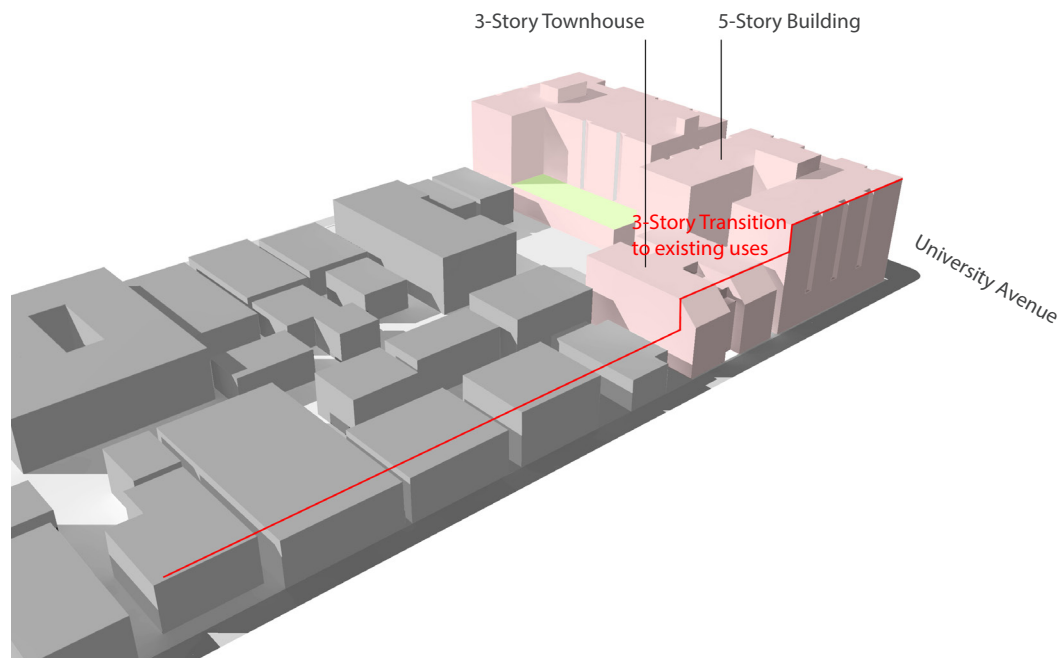 3-Story Townhouse
5-Story Building
3-Story Transition
to existing uses
University Avenue